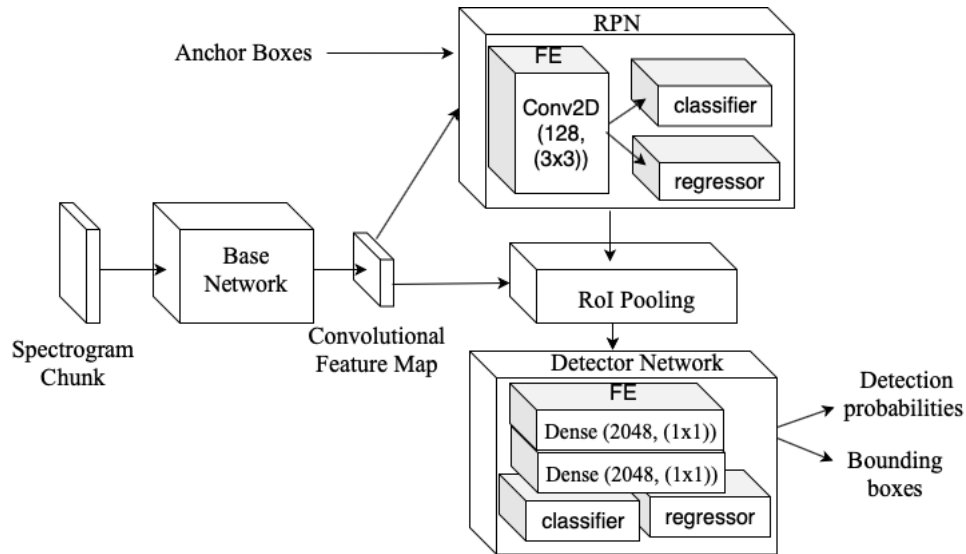 RPN
Anchor Boxes
FE
Conv2D
(128,
(3x3))
classifier
regressor
Base
Network
RoI Pooling
Spectrogram
Chunk
Convolutional
Feature Map
Detector Network
FE
Dense (2048, (1x1))
Dense (2048, (1x1))
classifier
regressor
Detection
probabilities
Bounding
boxes